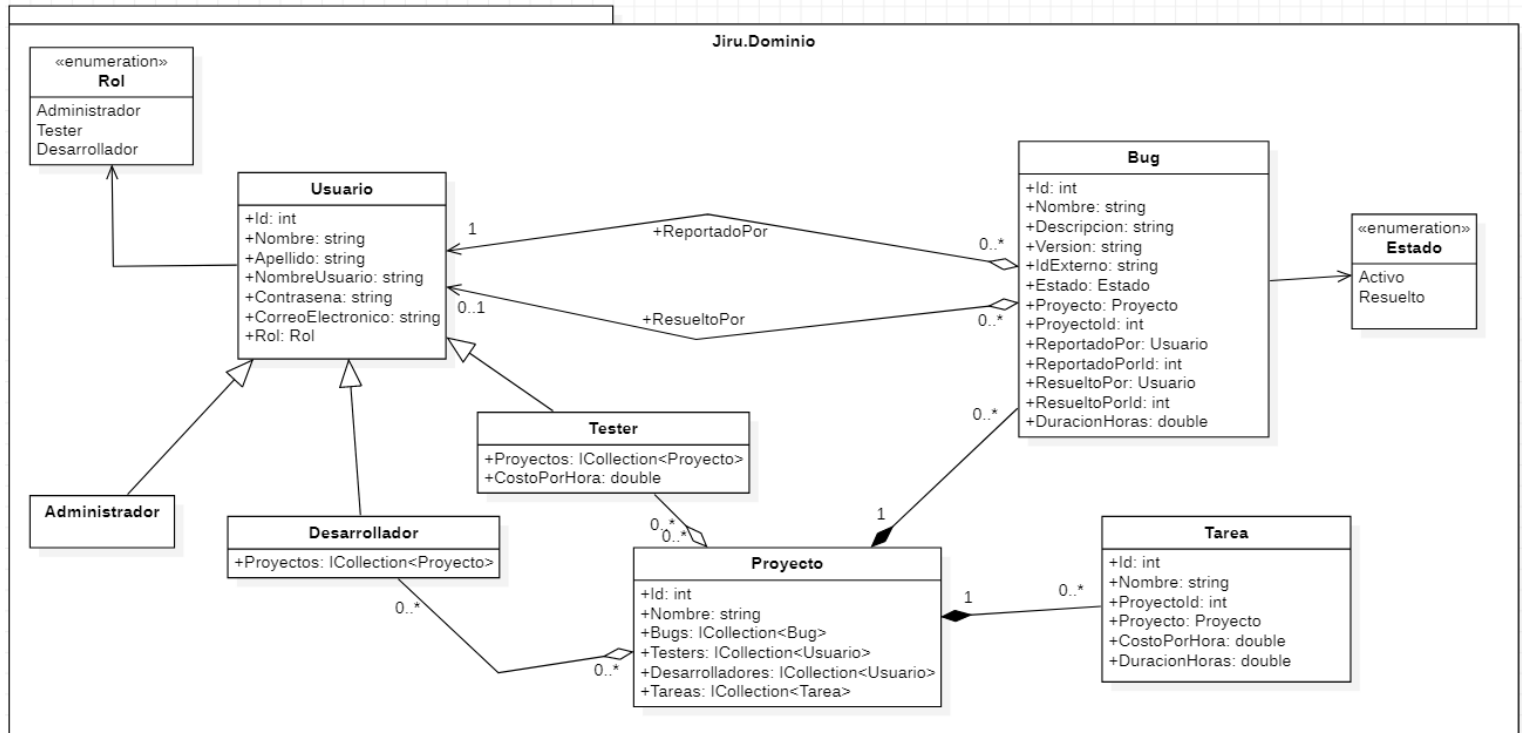 Jiru.Dominio
«enumeration»
Rol
Administrador
Tester
Desarrollador
Usuario
+Id: int
+Nombre: string
+Apellido: string
+NombreUsuario: string
+Contrasena: string
+CorreoElectronico: string
+Rol: Rol
1
+ReportadoPor
0..*
0..1
+ResueltoPor
0..*
Bug
+Id: int
+Nombre: string
+Descripcion: string
+Version: string
+IdExterno: string
+Estado: Estado
+Proyecto: Proyecto
+ProyectoId: int
+ReportadoPor: Usuario
+ReportadoPorId: int
+ResueltoPor: Usuario
+ResueltoPorId: int
+DuracionHoras: double
«enumeration»
Estado
Activo
Resuelto
Tester
+Proyectos: ICollection<Proyecto>
+CostoPorHora: double
0..*
Administrador
Desarrollador
+Proyectos: ICollection<Proyecto>
0..*
0..*
1
0..*
0..*
Proyecto
+Id: int
+Nombre: string
+Bugs: ICollection<Bug>
+Testers: ICollection<Usuario>
+Desarrolladores: ICollection<Usuario>
+Tareas: ICollection<Tarea>
1
0..*
Tarea
+Id: int
+Nombre: string
+ProyectoId: int
+Proyecto: Proyecto
+CostoPorHora: double
+DuracionHoras: double